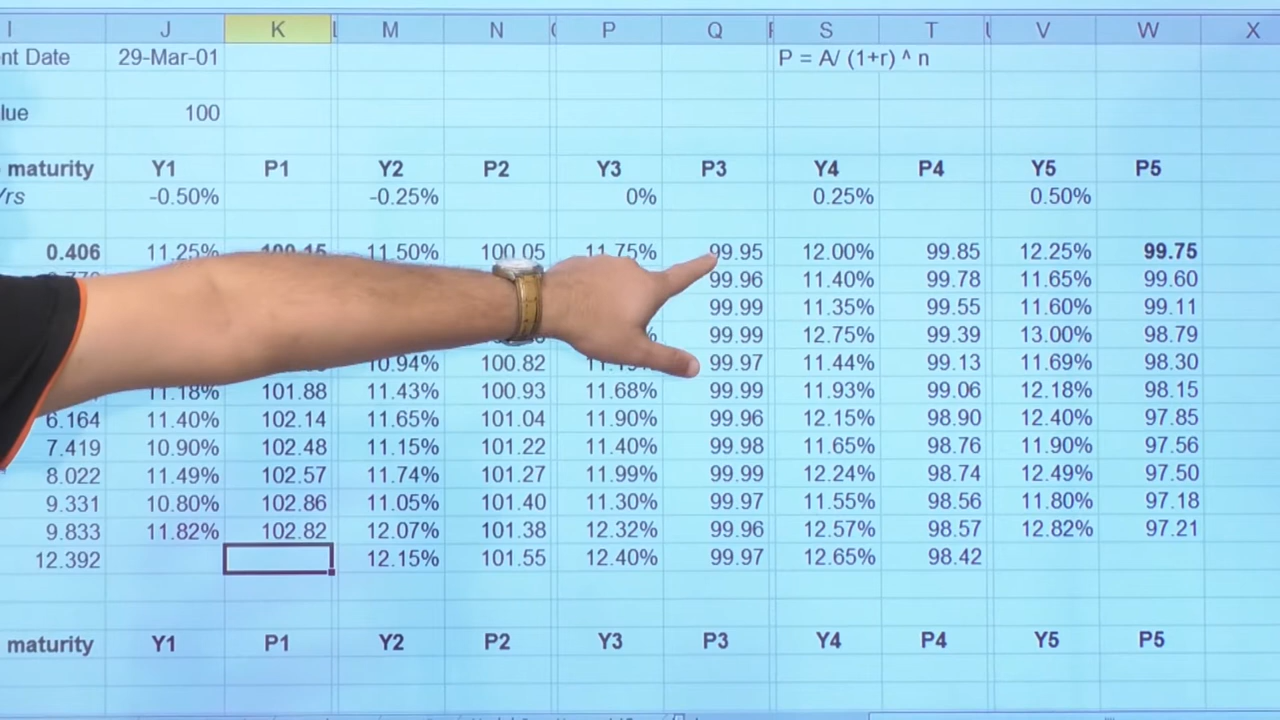 I J K L M N P Q S T V W X
nt Date 29-Mar-01 P = A/ (1+r) ^ n
lue 100
maturity Y1 P1 Y2 P2 Y3 P3 Y4 P4 Y5 P5
Yrs -0.50% -0.25% 0% 0.25% 0.50%
0.406 11.25% 100.15 11.50% 100.05 11.75% 99.95 12.00% 99.85 12.25% 99.75
99.96 11.40% 99.78 11.65% 99.60
99.99 11.35% 99.55 11.60% 99.11
99.99 12.75% 99.39 13.00% 98.79
10.94% 100.82 99.97 11.44% 99.13 11.69% 98.30
11.18% 101.88 11.43% 100.93 11.68% 99.99 11.93% 99.06 12.18% 98.15
6.164 11.40% 102.14 11.65% 101.04 11.90% 99.96 12.15% 98.90 12.40% 97.85
7.419 10.90% 102.48 11.15% 101.22 11.40% 99.98 11.65% 98.76 11.90% 97.56
8.022 11.49% 102.57 11.74% 101.27 11.99% 99.99 12.24% 98.74 12.49% 97.50
9.331 10.80% 102.86 11.05% 101.40 11.30% 99.97 11.55% 98.56 11.80% 97.18
9.833 11.82% 102.82 12.07% 101.38 12.32% 99.96 12.57% 98.57 12.82% 97.21
12.392 12.15% 101.55 12.40% 99.97 12.65% 98.42
maturity Y1 P1 Y2 P2 Y3 P3 Y4 P4 Y5 P5